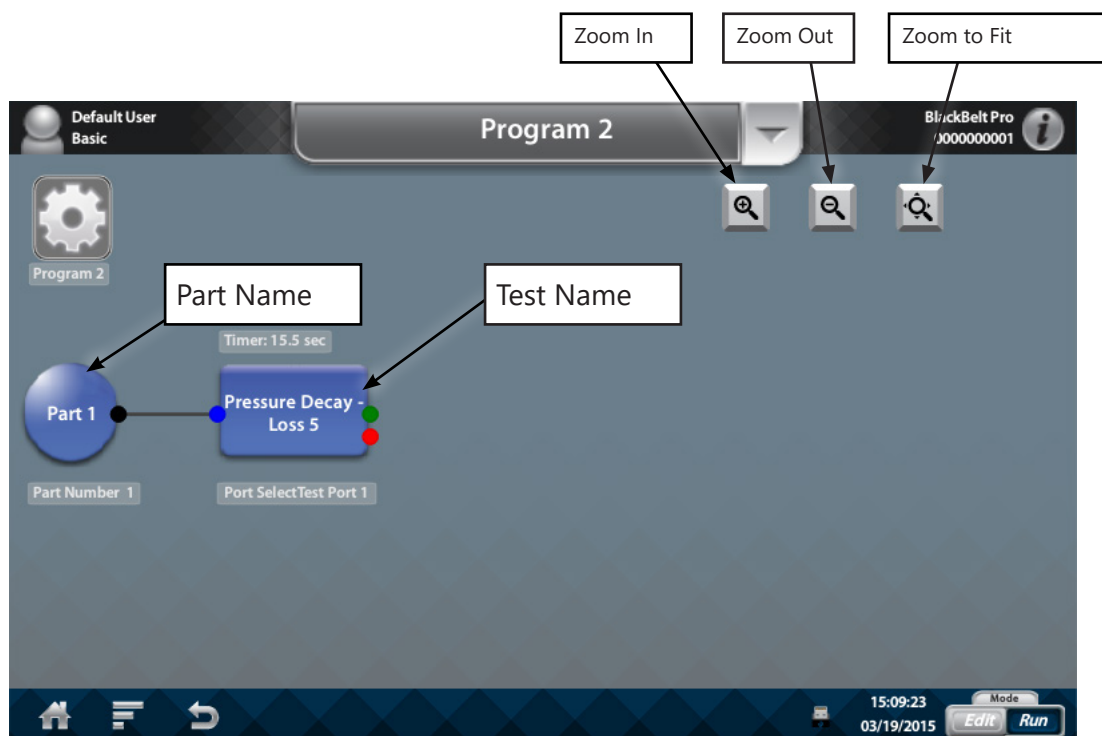 Zoom In
Zoom Out
Zoom to Fit
Default User
Basic
Program 2
BlackBelt Pro
0000000001
Program 2
Part Name
Test Name
Timer: 15.5 sec
Part 1
Pressure Decay -
Loss 5
Part Number 1
Port SelectTest Port 1
15:09:23
03/19/2015
Mode
Edit
Run